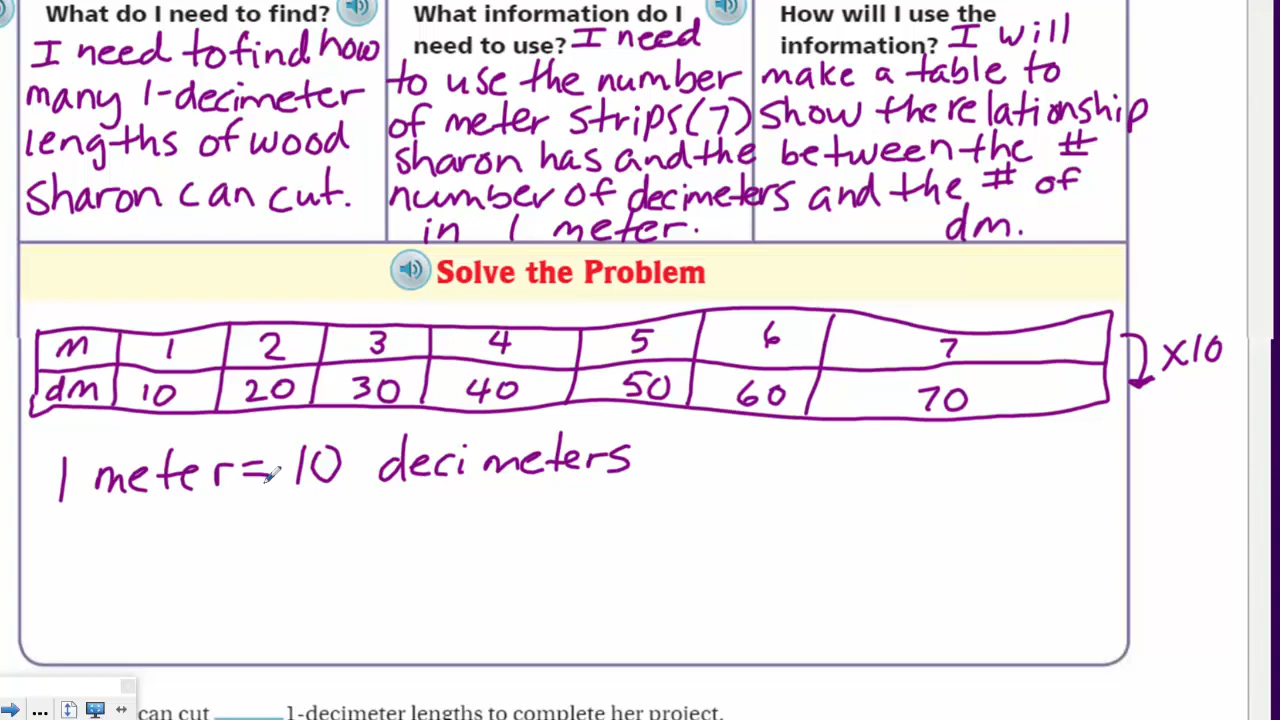 What do I need to find?
I need to find how
many 1-decimeter
lengths of wood
Sharon can cut.
What information do I
need to use? I need
to use the number
of meter strips (7)
sharon has and the
number of decimeters
in 1 meter.
How will I use the
information? I will
make a table to
show the relationship
between the #
and the # of
dm.
Solve the Problem
m 1 2 3 4 5 6 7
dm 10 20 30 40 50 60 70
x10
1 meter = 10 decimeters
can cut ____ 1-decimeter lengths to complete her project.